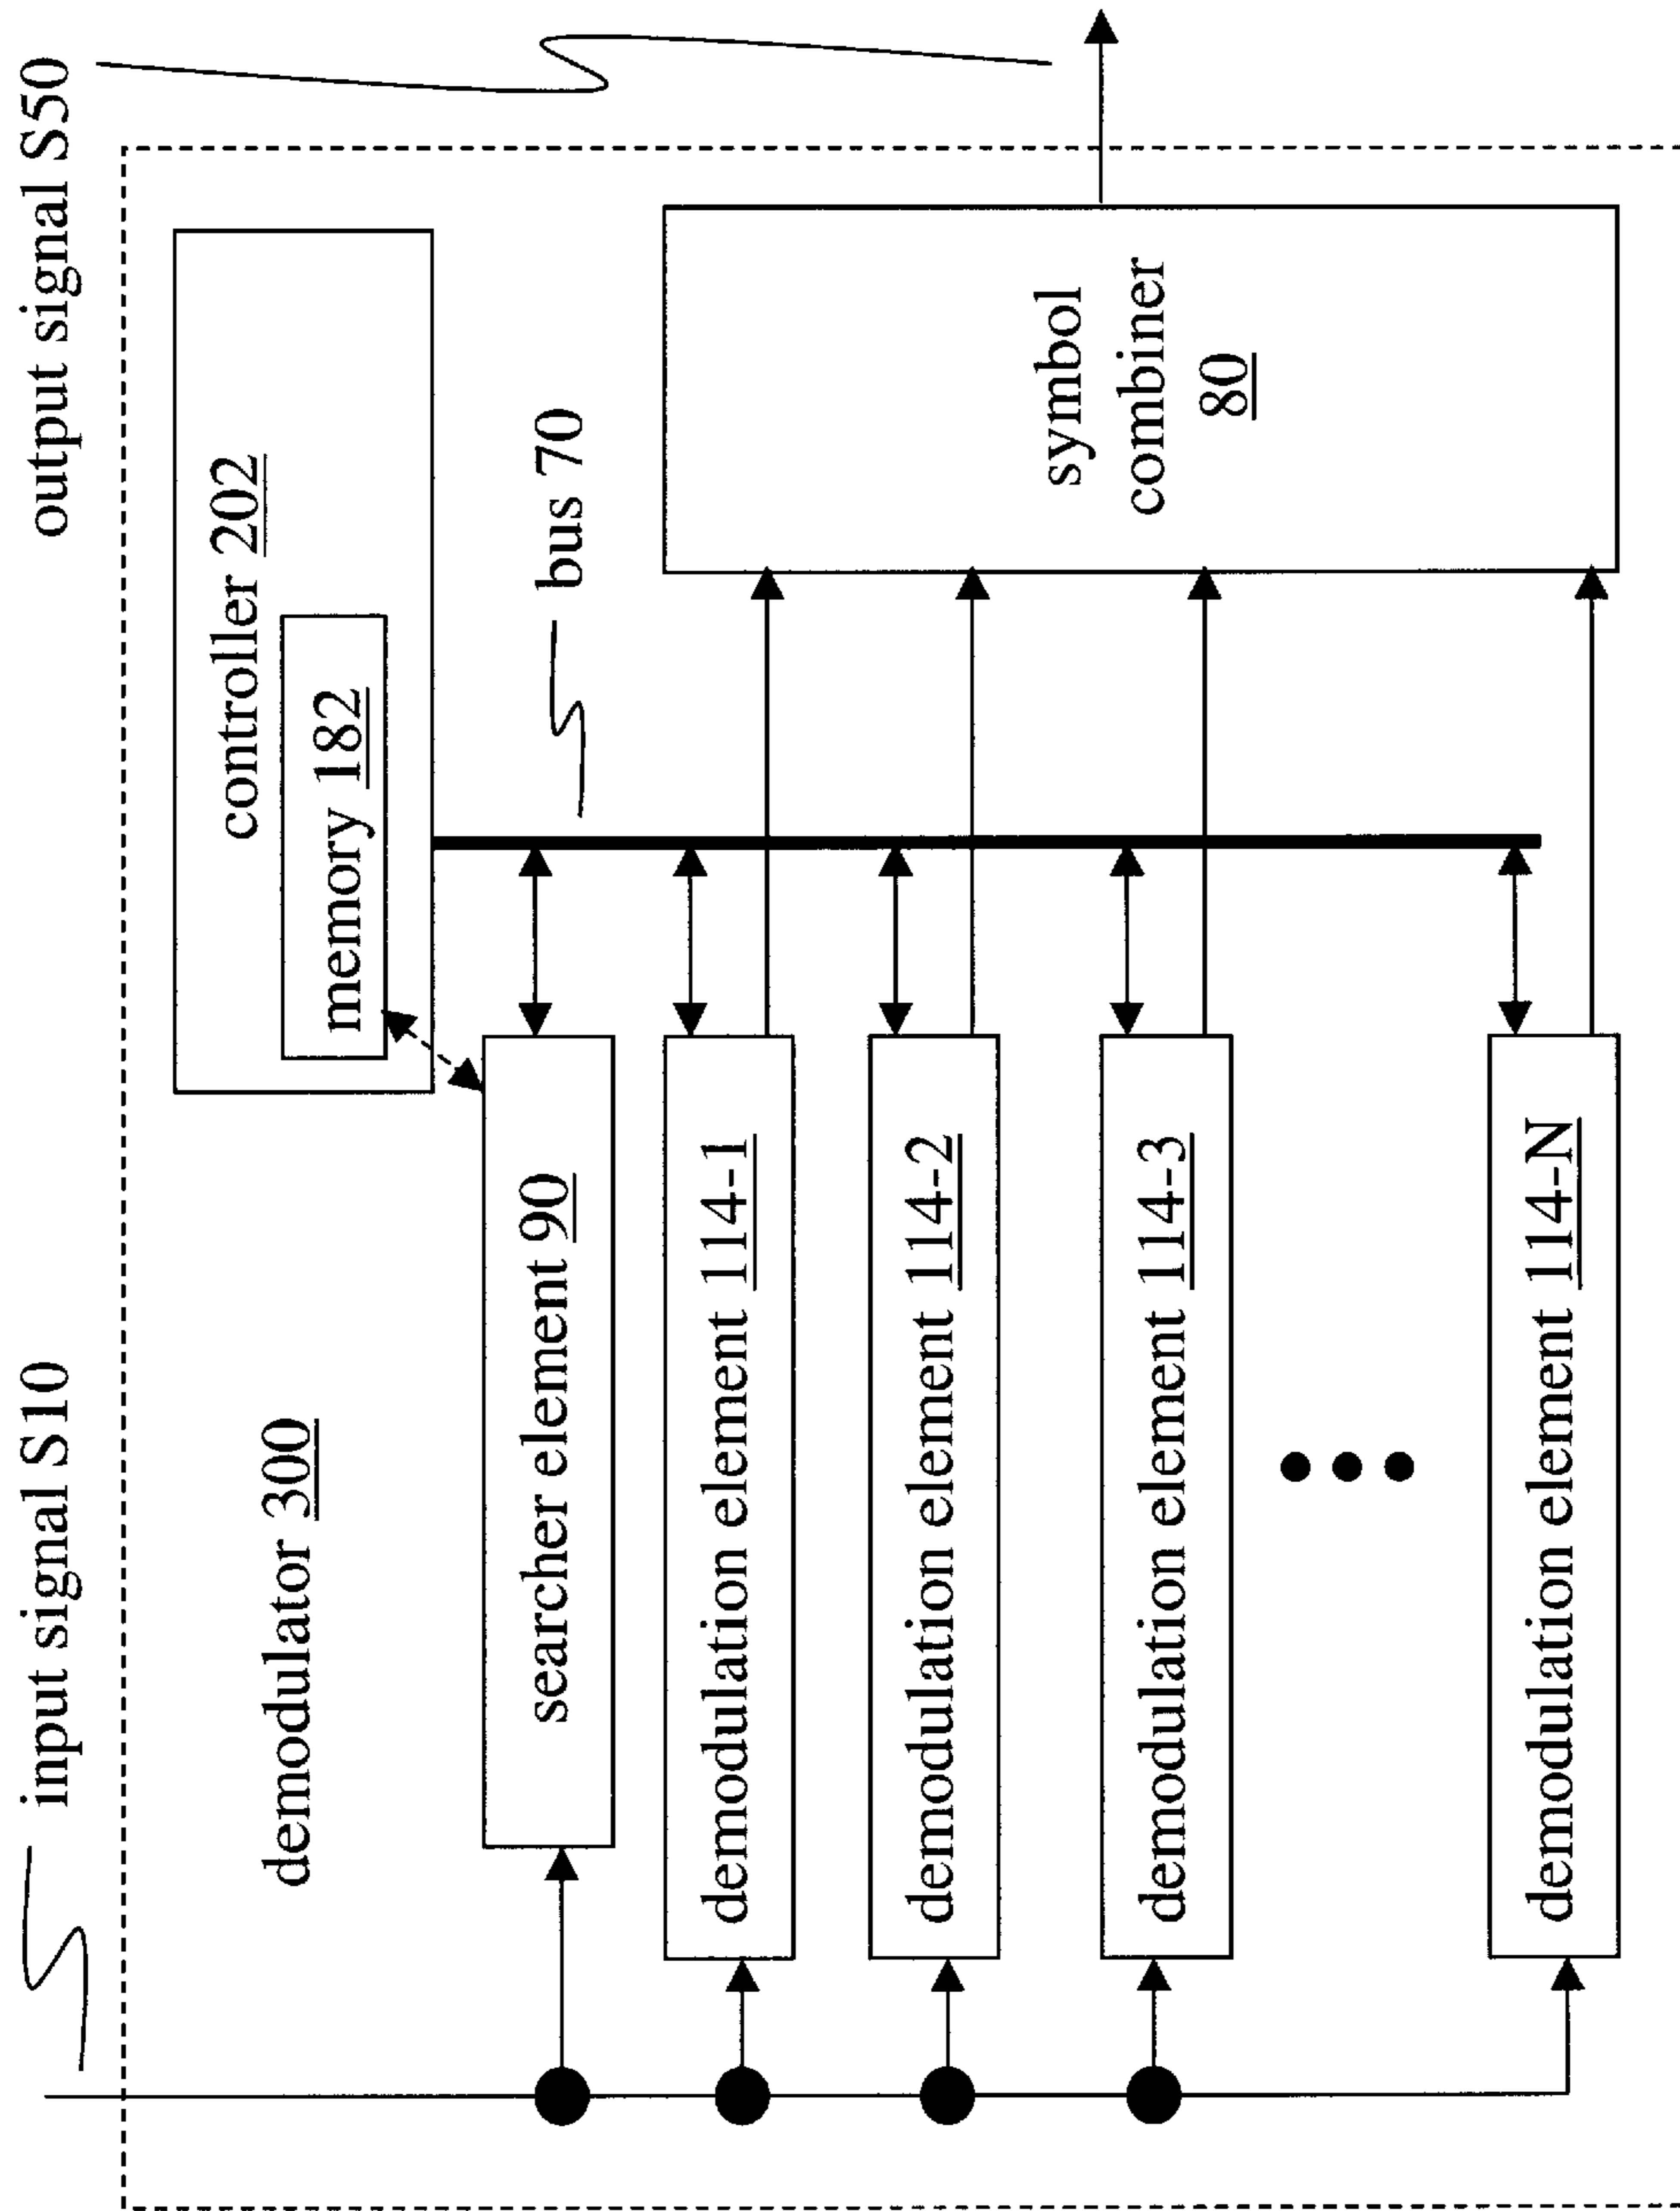 input signal S10
output signal S50
demodulator 300
controller 202
memory 182
bus 70
searcher element 90
demodulation element 114-1
demodulation element 114-2
demodulation element 114-3
demodulation element 114-N
symbol
combiner
80